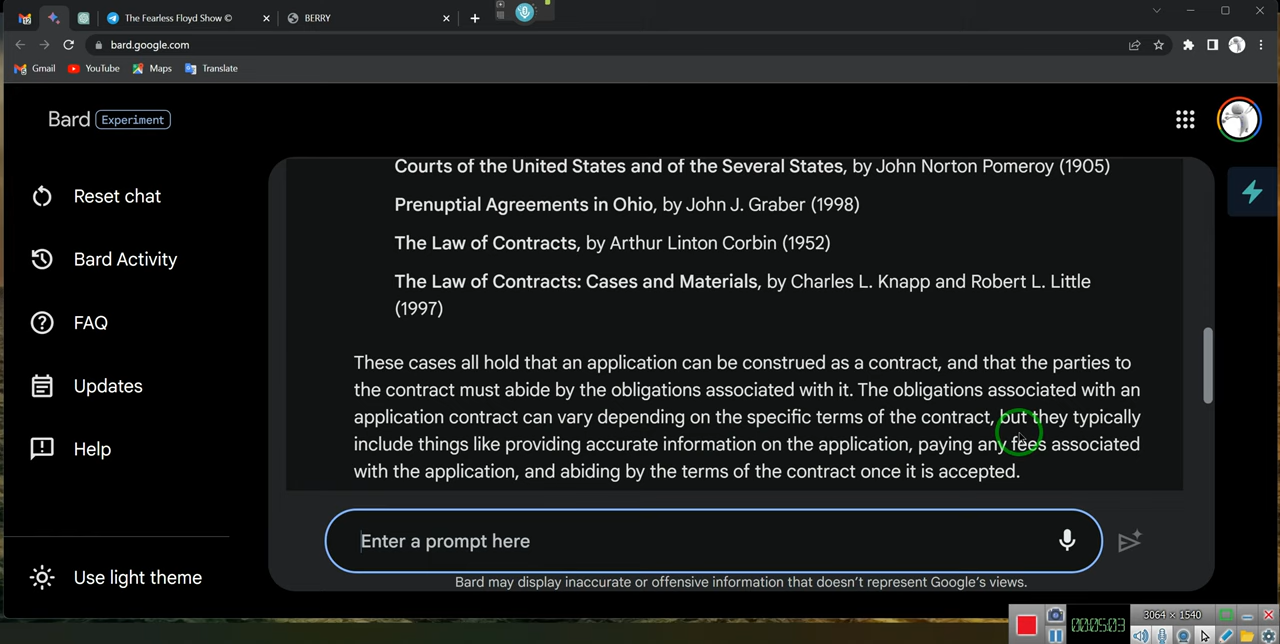 The Fearless Floyd Show ©
BERRY
bard.google.com
Gmail
YouTube
Maps
Translate
Bard
Experiment
Reset chat
Bard Activity
FAQ
Updates
Help
Use light theme
Courts of the United States and of the Several States, by John Norton Pomeroy (1905)
Prenuptial Agreements in Ohio, by John J. Graber (1998)
The Law of Contracts, by Arthur Linton Corbin (1952)
The Law of Contracts: Cases and Materials, by Charles L. Knapp and Robert L. Little
(1997)
These cases all hold that an application can be construed as a contract, and that the parties to
the contract must abide by the obligations associated with it. The obligations associated with an
application contract can vary depending on the specific terms of the contract, but they typically
include things like providing accurate information on the application, paying any fees associated
with the application, and abiding by the terms of the contract once it is accepted.
Enter a prompt here
Bard may display inaccurate or offensive information that doesn't represent Google's views.
00:05:03
3064 × 1540